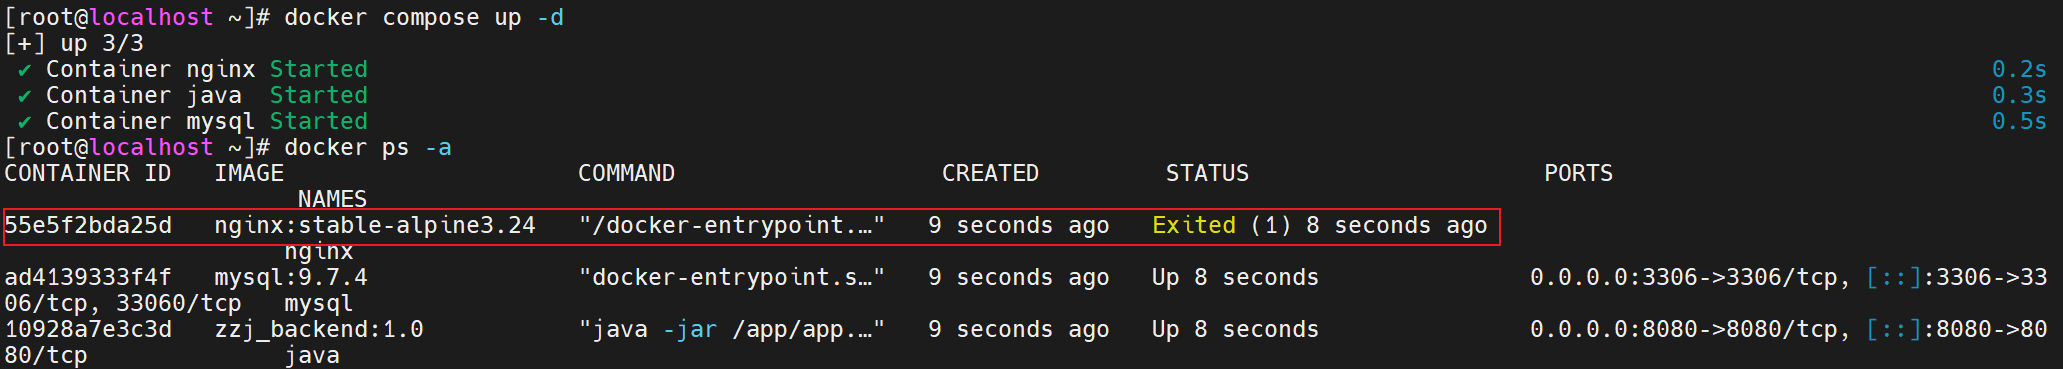 [root@localhost ~]# docker compose up -d
[+] up 3/3
✔ Container nginx Started 0.2s
✔ Container java  Started 0.3s
✔ Container mysql Started 0.5s
[root@localhost ~]# docker ps -a
CONTAINER ID   IMAGE                     COMMAND                   CREATED         STATUS                     PORTS
                     NAMES
55e5f2bda25d   nginx:stable-alpine3.24   "/docker-entrypoint.…"   9 seconds ago   Exited (1) 8 seconds ago
                    nginx
ad4139333f4f   mysql:9.7.4               "docker-entrypoint.s…"   9 seconds ago   Up 8 seconds               0.0.0.0:3306->3306/tcp, [::]:3306->33
06/tcp, 33060/tcp   mysql
10928a7e3c3d   zzj_backend:1.0           "java -jar /app/app.…"   9 seconds ago   Up 8 seconds               0.0.0.0:8080->8080/tcp, [::]:8080->80
80/tcp              java